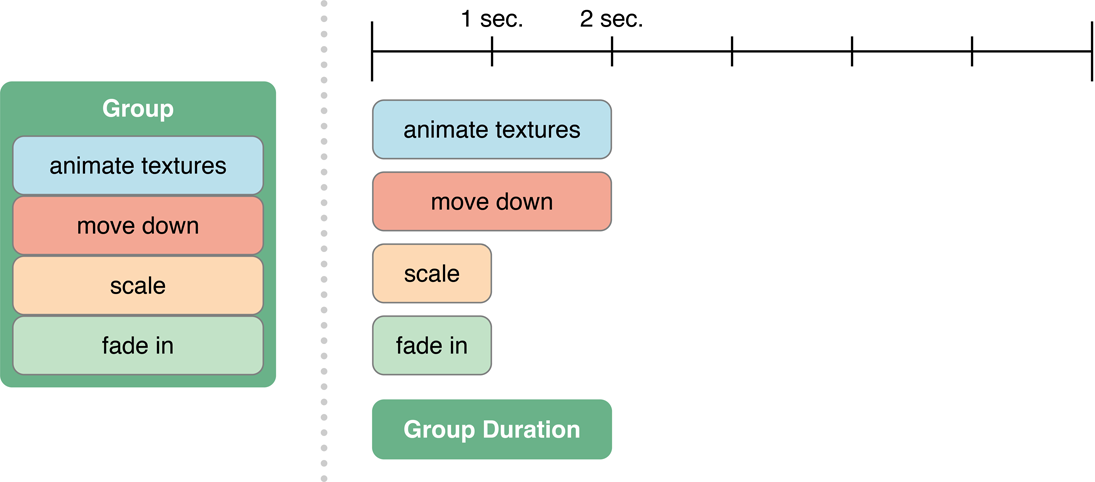 Group
animate textures
move down
scale
fade in
1 sec.
2 sec.
animate textures
move down
scale
fade in
Group Duration